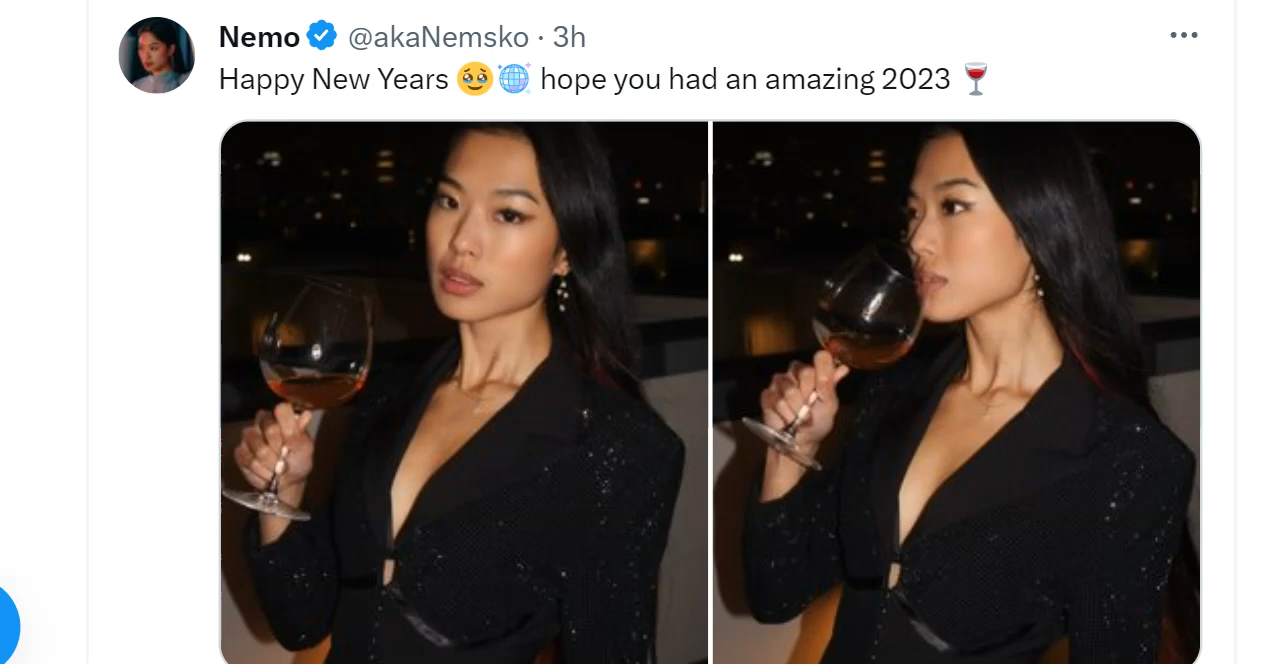 Nemo @akaNemsko · 3h
Happy New Years 🥹🪩 hope you had an amazing 2023 🍷